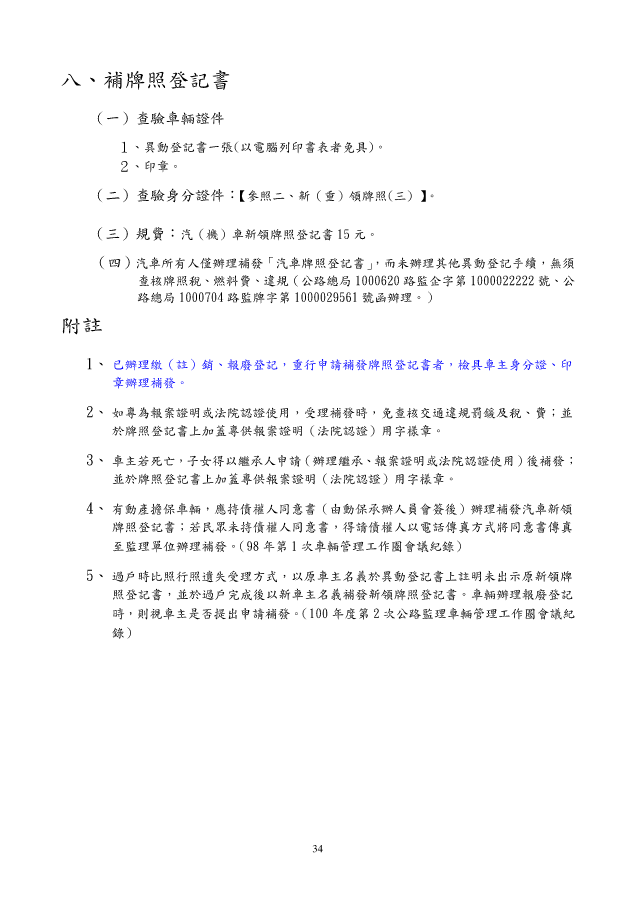 八、補牌照登記書
（一）查驗車輛證件
１、異動登記書一張(以電腦列印書表者免具)。
２、印章。
（二）查驗身分證件：【參照二、新（重）領牌照(三) 】。
（三）規費：汽（機）車新領牌照登記書 15 元。
（四）汽車所有人僅辦理補發「汽車牌照登記書」，而未辦理其他異動登記手續，無須
查核牌照稅、燃料費、違規（公路總局 1000620 路監企字第 1000022222 號、公
路總局 1000704 路監牌字第 1000029561 號函辦理。）
附註
1、 已辦理繳（註）銷、報廢登記，重行申請補發牌照登記書者，檢具車主身分證、印
章辦理補發。
2、 如專為報案證明或法院認證使用，受理補發時，免查核交通違規罰鍰及稅、費；並
於牌照登記書上加蓋專供報案證明（法院認證）用字樣章。
3、 車主若死亡，子女得以繼承人申請（辦理繼承、報案證明或法院認證使用）後補發；
並於牌照登記書上加蓋專供報案證明（法院認證）用字樣章。
4、 有動產擔保車輛，應持債權人同意書（由動保承辦人員會簽後）辦理補發汽車新領
牌照登記書；若民眾未持債權人同意書，得請債權人以電話傳真方式將同意書傳真
至監理單位辦理補發。(98 年第 1 次車輛管理工作圈會議紀錄）
5、 過戶時比照行照遺失受理方式，以原車主名義於異動登記書上註明未出示原新領牌
照登記書，並於過戶完成後以新車主名義補發新領牌照登記書。車輛辦理報廢登記
時，則視車主是否提出申請補發。(100 年度第 2 次公路監理車輛管理工作圈會議紀
錄）
34